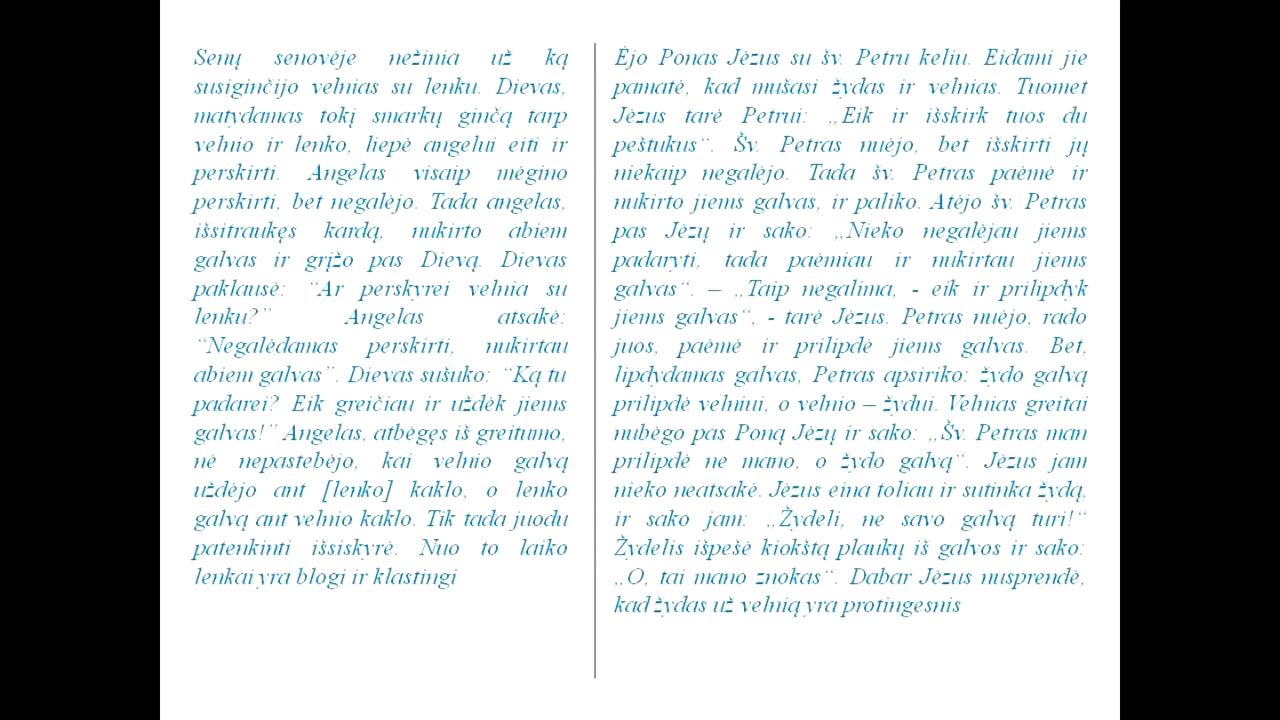 Senų senovėje nežinia už ką
susiginčijo velnias su lenku. Dievas,
matydamas tokį smarkų ginčą tarp
velnio ir lenko, liepė angelui eiti ir
perskirti. Angelas visaip mėgino
perskirti, bet negalėjo. Tada angelas,
išsitraukęs kardą, nukirto abiem
galvas ir grįžo pas Dievą. Dievas
paklausė: “Ar perskyrei velnia su
lenku?” Angelas atsakė:
“Negalėdamas perskirti, nukirtau
abiem galvas”. Dievas sušuko: “Ką tu
padarei? Eik greičiau ir uždėk jiems
galvas!” Angelas, atbėgęs iš greitumo,
nė nepastebėjo, kai velnio galvą
uždėjo ant [lenko] kaklo, o lenko
galvą ant velnio kaklo. Tik tada juodu
patenkinti išsiskyrė. Nuo to laiko
lenkai yra blogi ir klastingi
Ėjo Ponas Jėzus su šv. Petru keliu. Eidami jie
pamatė, kad mušasi žydas ir velnias. Tuomet
Jėzus tarė Petrui: „Eik ir išskirk tuos du
peštukus“. Šv. Petras nuėjo, bet išskirti jų
niekaip negalėjo. Tada šv. Petras paėmė ir
nukirto jiems galvas, ir paliko. Atėjo šv. Petras
pas Jėzų ir sako: „Nieko negalėjau jiems
padaryti, tada paėmiau ir nukirtau jiems
galvas“. – „Taip negalima, - eik ir prilipdyk
jiems galvas“, - tarė Jėzus. Petras nuėjo, rado
juos, paėmė ir prilipdė jiems galvas. Bet,
lipdydamas galvas, Petras apsiriko: žydo galvą
prilipdė velniui, o velnio – žydui. Velnias greitai
nubėgo pas Poną Jėzų ir sako: „Šv. Petras man
prilipdė ne mano, o žydo galvą“. Jėzus jam
nieko neatsakė. Jėzus eina toliau ir sutinka žydą,
ir sako jam: „Žydeli, ne savo galvą turi!“
Žydelis išpešė kiokštą plaukų iš galvos ir sako:
„O, tai mano znokas“. Dabar Jėzus nusprendė,
kad žydas už velnią yra protingesnis